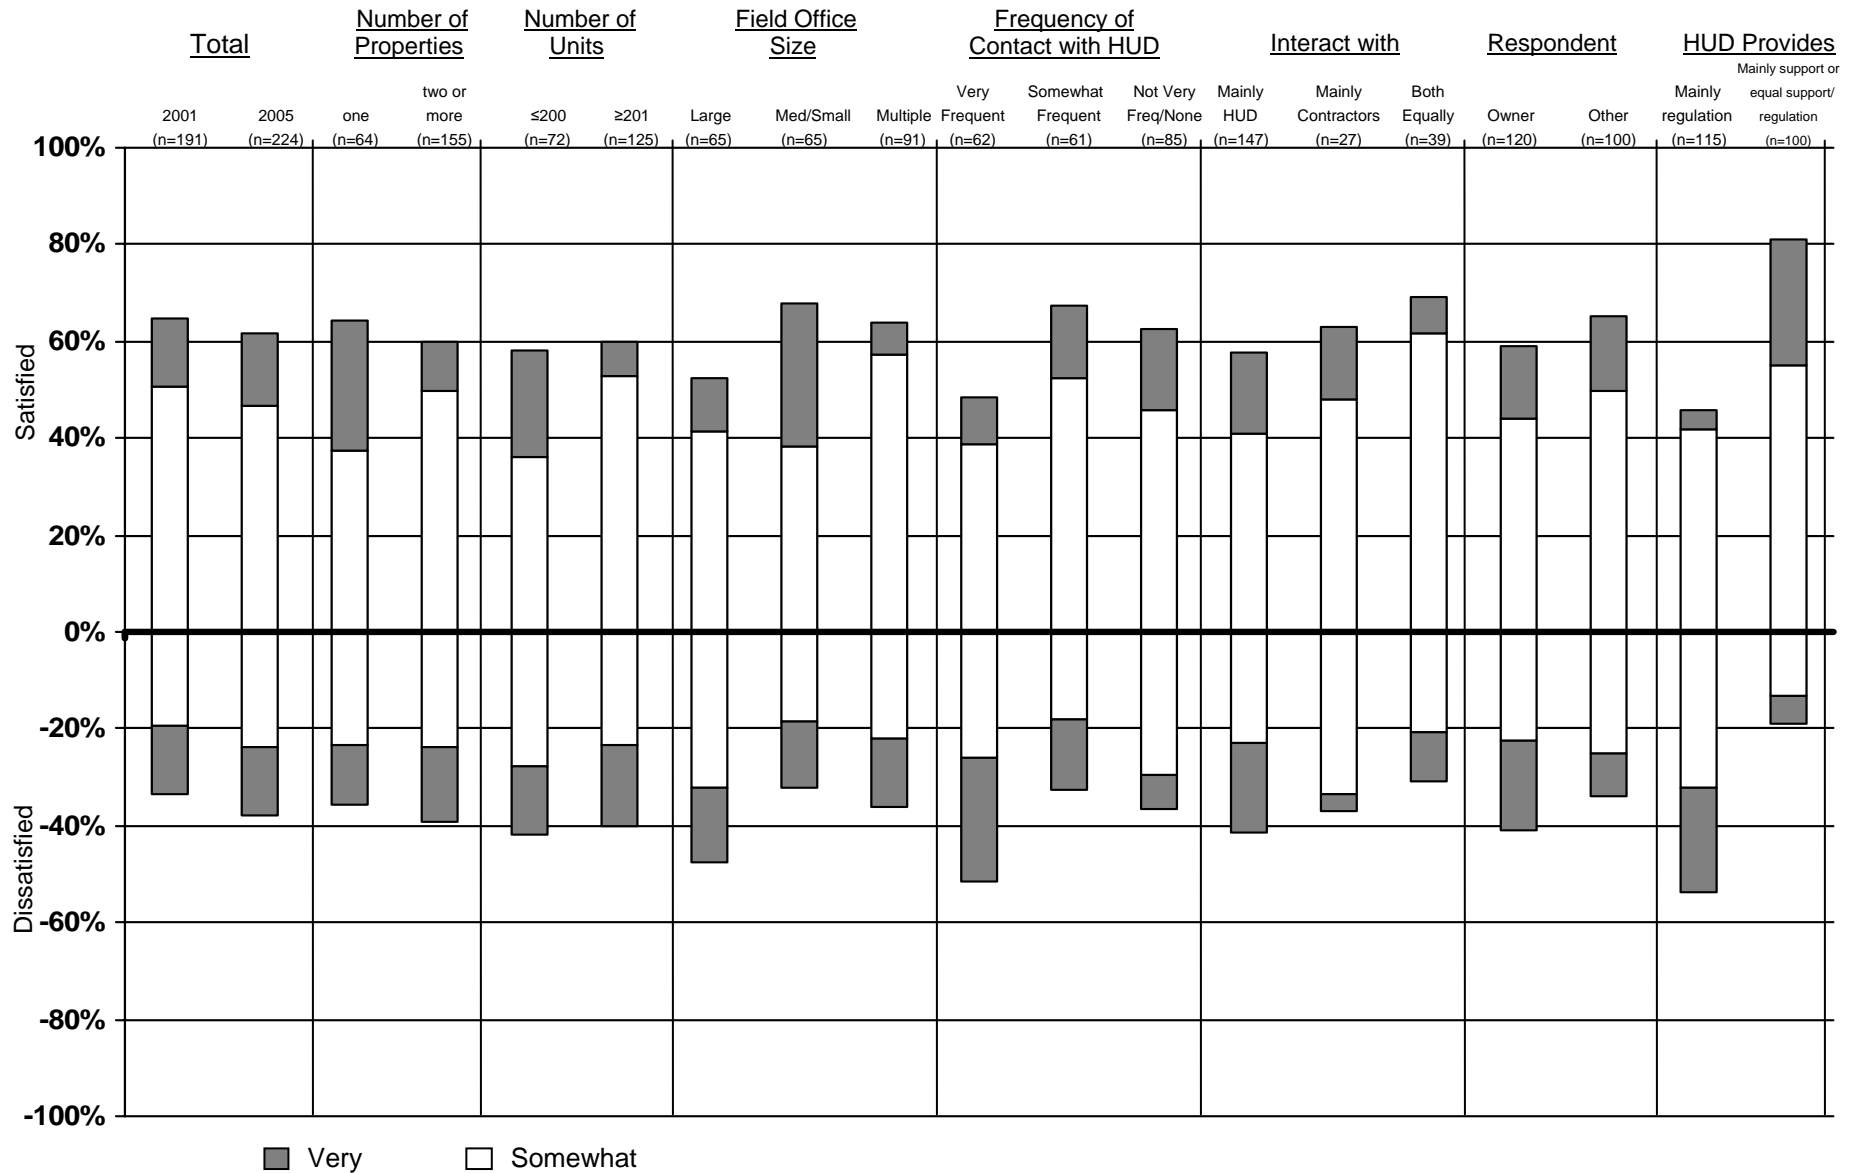 Total
Number of
Properties
Number of
Units
Field Office
Size
Frequency of
Contact with HUD
Interact with
Respondent
HUD Provides
2001
(n=191)
2005
(n=224)
one
(n=64)
two or
more
(n=155)
≤200
(n=72)
≥201
(n=125)
Large
(n=65)
Med/Small
(n=65)
Multiple
(n=91)
Very
Frequent
(n=62)
Somewhat
Frequent
(n=61)
Not Very
Freq/None
(n=85)
Mainly
HUD
(n=147)
Mainly
Contractors
(n=27)
Both
Equally
(n=39)
Owner
(n=120)
Other
(n=100)
Mainly
regulation
(n=115)
Mainly support or
equal support/
regulation
(n=100)
100%
80%
60%
40%
20%
0%
-20%
-40%
-60%
-80%
-100%
Satisfied
Dissatisfied
Very
Somewhat